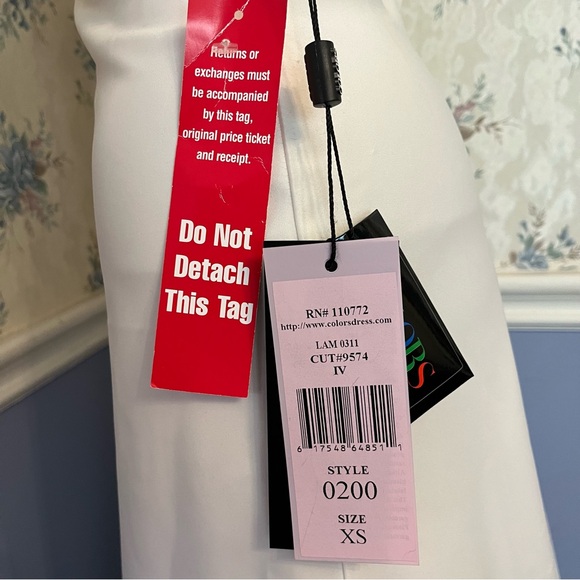 Returns or
exchanges must
be accompanied
by this tag,
original price ticket
and receipt.
Do Not
Detach
This Tag
RN# 110772
http://www.colorsdress.com
LAM 0311
CUT#9574
IV
6 17548 64851 1
STYLE
0200
SIZE
XS
ORS